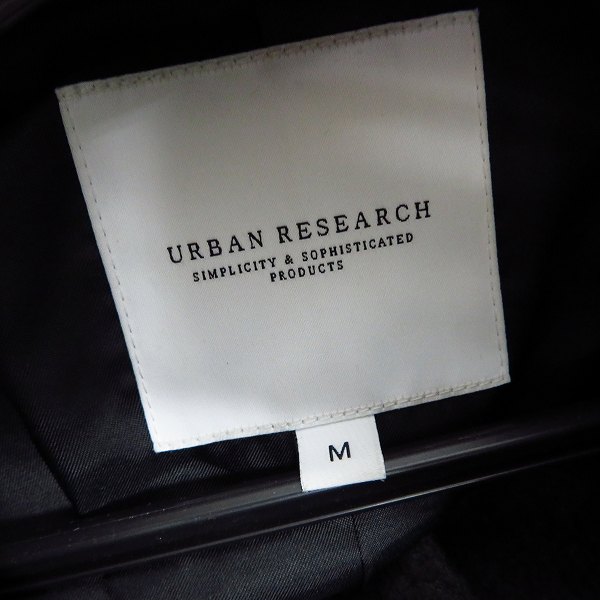 URBAN RESEARCH
SIMPLICITY & SOPHISTICATED
PRODUCTS
M